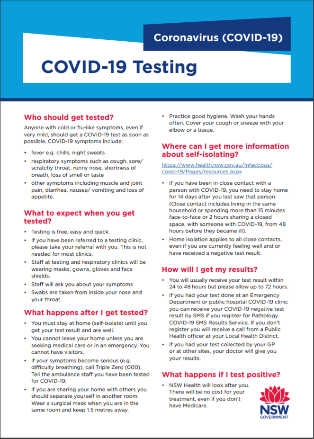 Coronavirus (COVID-19)
COVID-19 Testing
Who should get tested?
Anyone with cold or flu-like symptoms, even if
very mild, should get a COVID-19 test as soon as
possible. COVID-19 symptoms include:
• fever e.g. chills, night sweats
• respiratory symptoms such as cough, sore/
scratchy throat, runny nose, shortness of
breath, loss of smell or taste
• other symptoms including muscle and joint
pain, diarrhea, nausea/ vomiting and loss of
appetite.
What to expect when you get
tested?
• Testing is free, easy and quick.
• If you have been referred to a testing clinic,
please take your referral with you. This is not
needed for most clinics.
• Staff at testing and respiratory clinics will be
wearing masks, gowns, gloves and face
shields.
• Staff will ask you about your symptoms
• Swabs are taken from inside your nose and
your throat.
What happens after I get tested?
• You must stay at home (self-isolate) until you
get your test result and are well.
• You cannot leave your home unless you are
seeking medical care or in an emergency. You
cannot have visitors.
• If your symptoms become serious (e.g.
difficulty breathing), call Triple Zero (000).
Tell the ambulance staff you have been tested
for COVID-19.
• If you are sharing your home with others you
should separate yourself in another room.
Wear a surgical mask when you are in the
same room and keep 1.5 metres away.
• Practice good hygiene. Wash your hands
often. Cover your cough or sneeze with your
elbow or a tissue.
Where can I get more information
about self-isolating?
https://www.health.nsw.gov.au/Infectious/
covid-19/Pages/resources.aspx
• If you have been in close contact with a
person with COVID-19, you need to stay home
for 14 days after you last saw that person.
(Close contact includes living in the same
household or spending more than 15 minutes
face-to-face or 2 hours sharing a closed
space, with someone with COVID-19, from 48
hours before they became ill).
• Home isolation applies to all close contacts,
even if you are currently feeling well and or
have received a negative test result.
How will I get my results?
• You will usually receive your test result within
24 to 48 hours but please allow up to 72 hours.
• If you had your test done at an Emergency
Department or public hospital COVID-19 clinic
you can receive your COVID-19 negative test
result by SMS if you register for Pathology
COVID-19 SMS Results Service. If you don't
register you will receive a call from a Public
Health officer at your Local Health District.
• If you had your test collected by your GP
or at other sites, your doctor will give you
your results.
What happens if I test positive?
• NSW Health will look after you.
There will be no cost for your
treatment, even if you don't
have Medicare.
NSW
GOVERNMENT